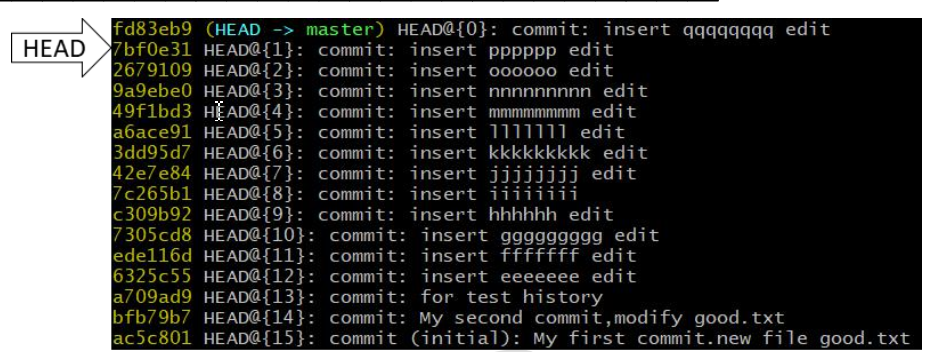 HEAD
fd83eb9 (HEAD -> master) HEAD@{0}: commit: insert qqqqqqqq edit
7bf0e31 HEAD@{1}: commit: insert pppppp edit
2679109 HEAD@{2}: commit: insert oooooo edit
9a9ebe0 HEAD@{3}: commit: insert nnnnnnnnn edit
49f1bd3 HEAD@{4}: commit: insert mmmmmmmmm edit
a6ace91 HEAD@{5}: commit: insert lllllll edit
3dd95d7 HEAD@{6}: commit: insert kkkkkkkkk edit
42e7e84 HEAD@{7}: commit: insert jjjjjjjj edit
7c265b1 HEAD@{8}: commit: insert iiiiiiii
c309b92 HEAD@{9}: commit: insert hhhhhh edit
7305cd8 HEAD@{10}: commit: insert ggggggggg edit
ede116d HEAD@{11}: commit: insert fffffff edit
6325c55 HEAD@{12}: commit: insert eeeeeee edit
a709ad9 HEAD@{13}: commit: for test history
bfb79b7 HEAD@{14}: commit: My second commit,modify good.txt
ac5c801 HEAD@{15}: commit (initial): My first commit.new file good.txt